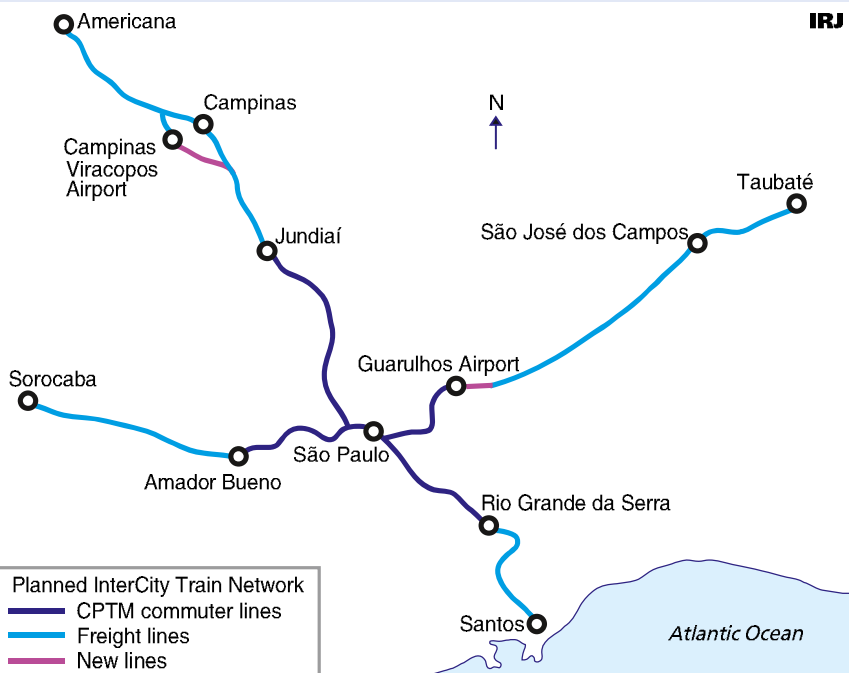 IRJ
Americana
Campinas
N
Campinas
Viracopos
Airport
Taubaté
Jundiaí
São José dos Campos
Guarulhos Airport
Sorocaba
São Paulo
Amador Bueno
Rio Grande da Serra
Planned InterCity Train Network
CPTM commuter lines
Freight lines
New lines
Santos
Atlantic Ocean